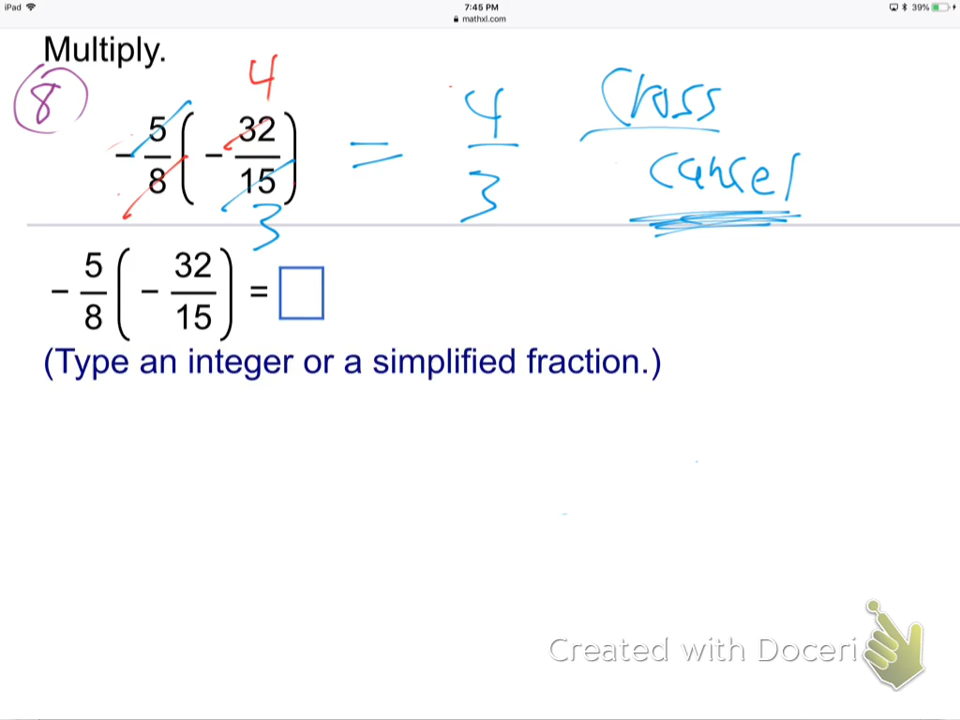 iPad 7:45 PM 39%
mathxl.com
Multiply.
8
4
-5/8(-32/15) = 4/3
3
Cross
cancel
-5/8(-32/15) =
(Type an integer or a simplified fraction.)
Created with Doceri